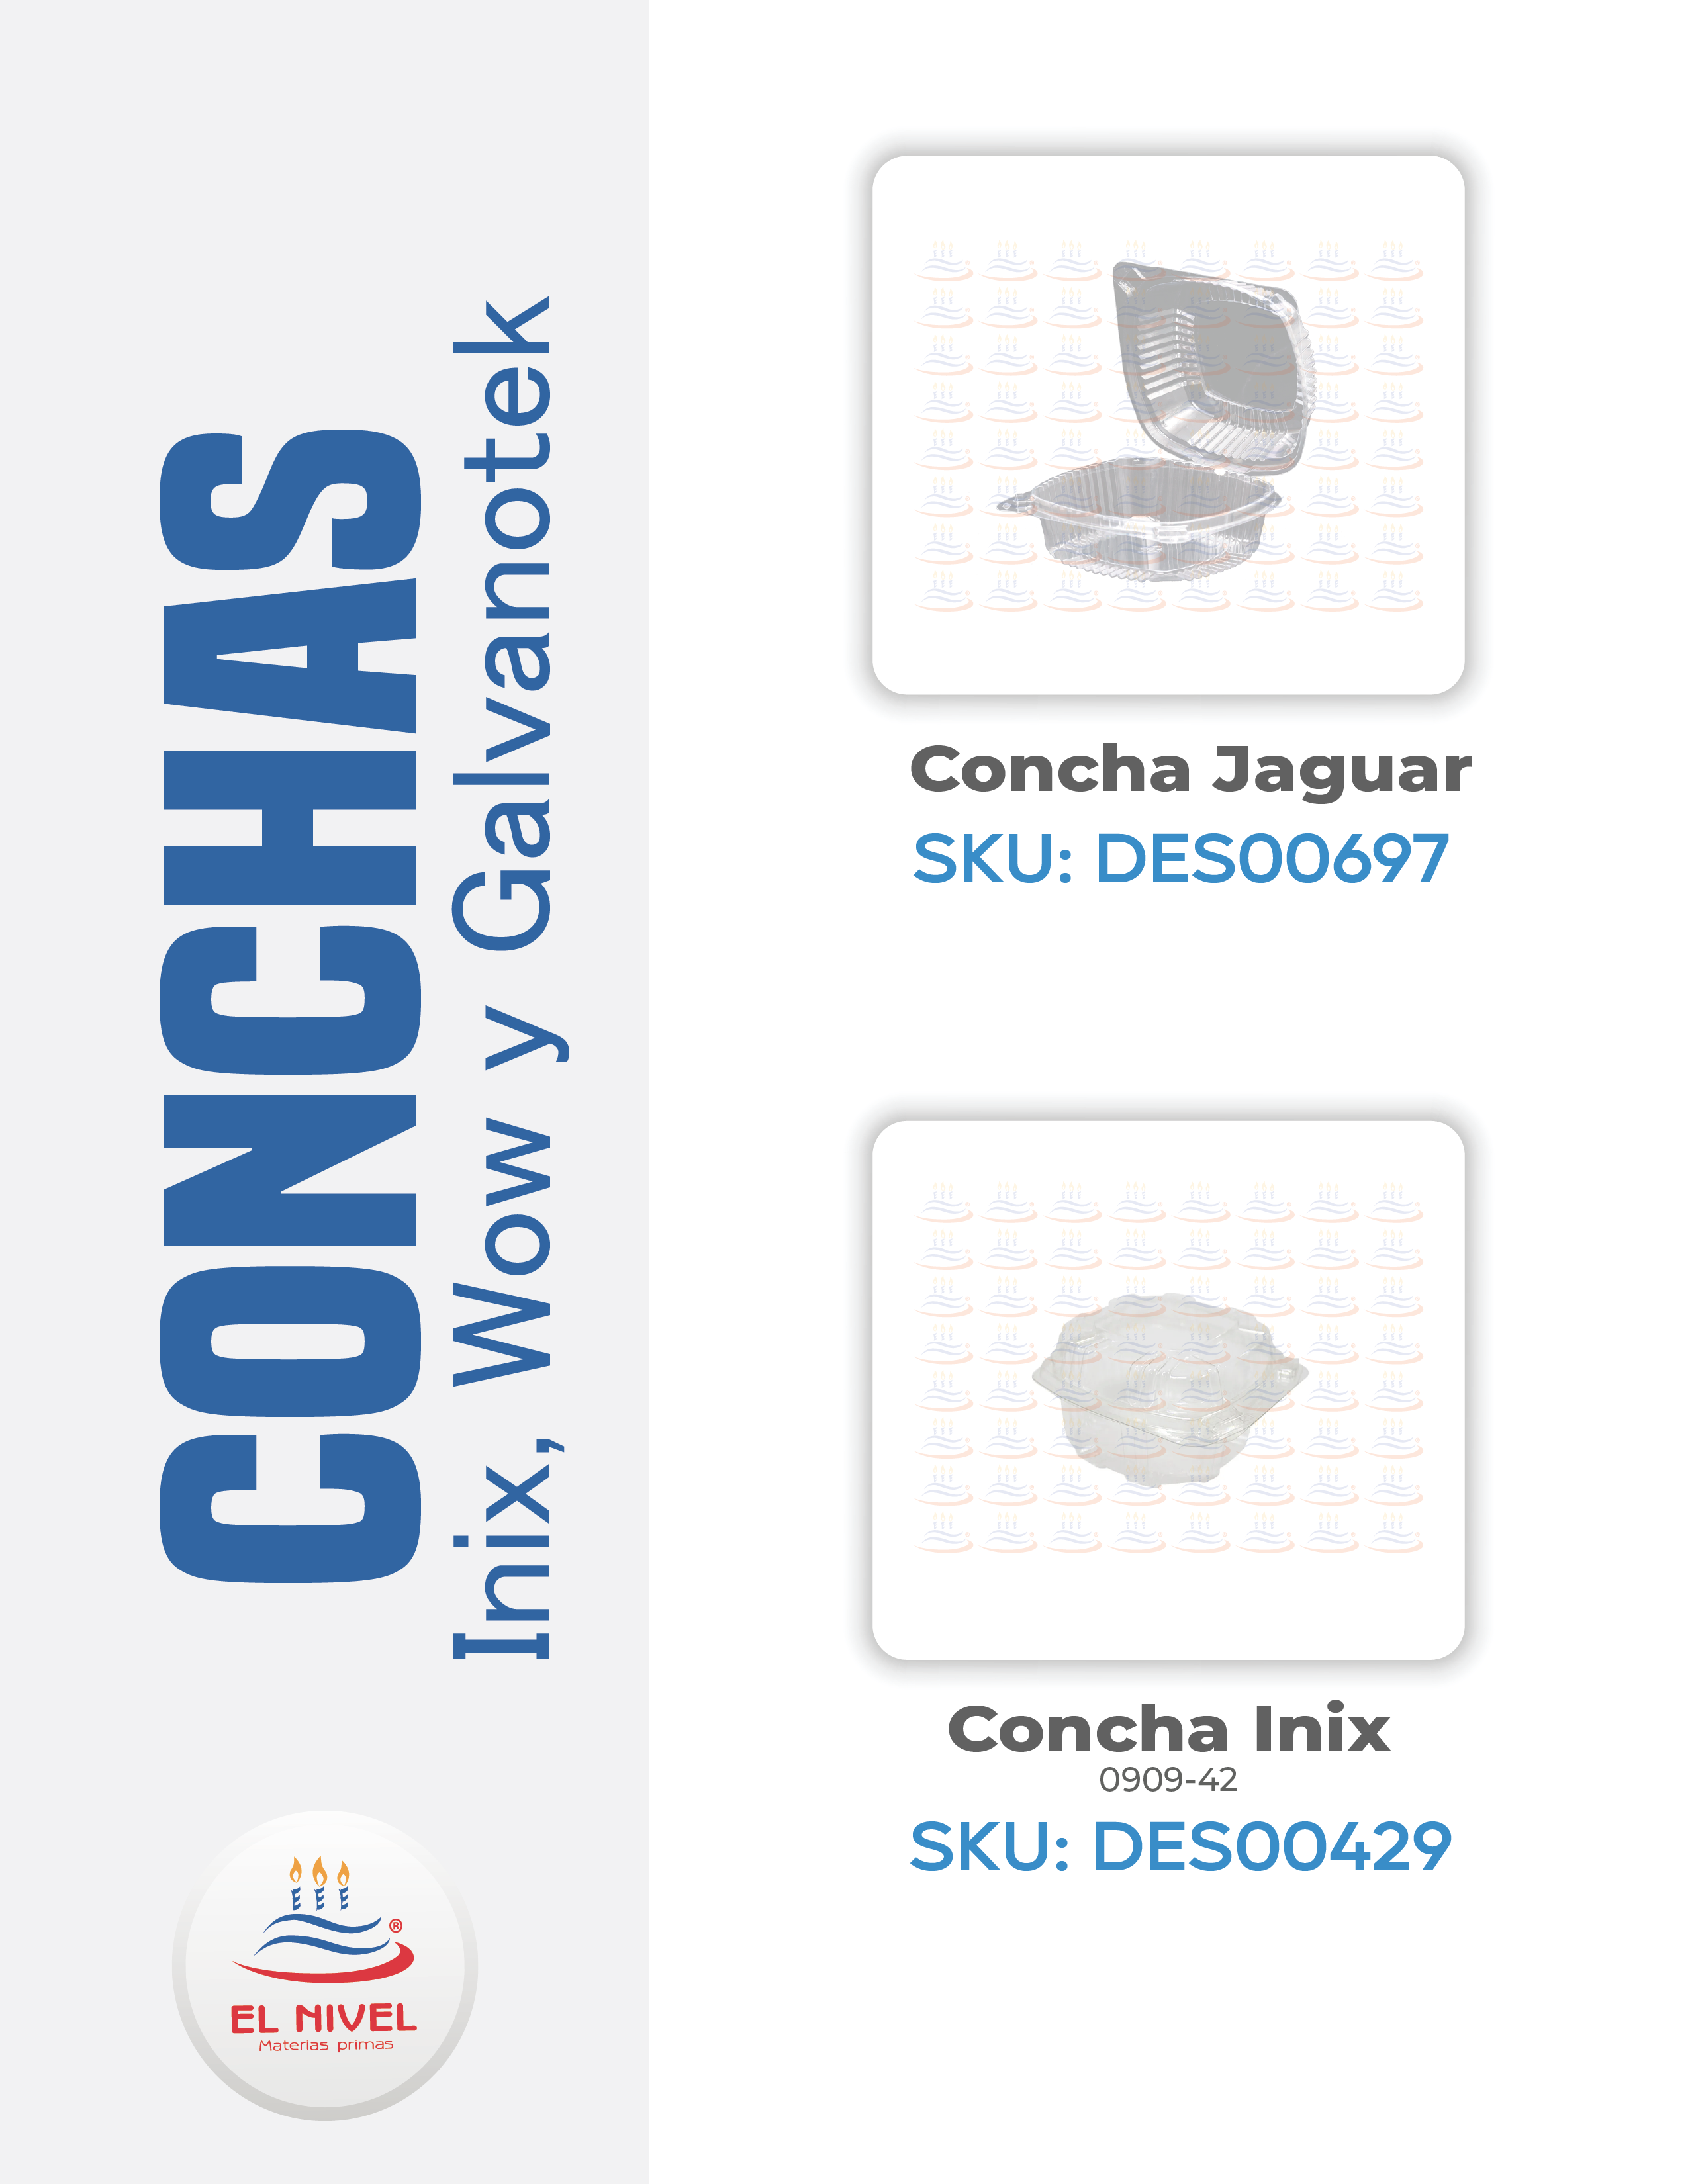 CONCHAS
Inix, Wow y Galvanotek
Concha Jaguar
SKU: DES00697
Concha Inix
0909-42
SKU: DES00429
®
EL NIVEL
Materias primas